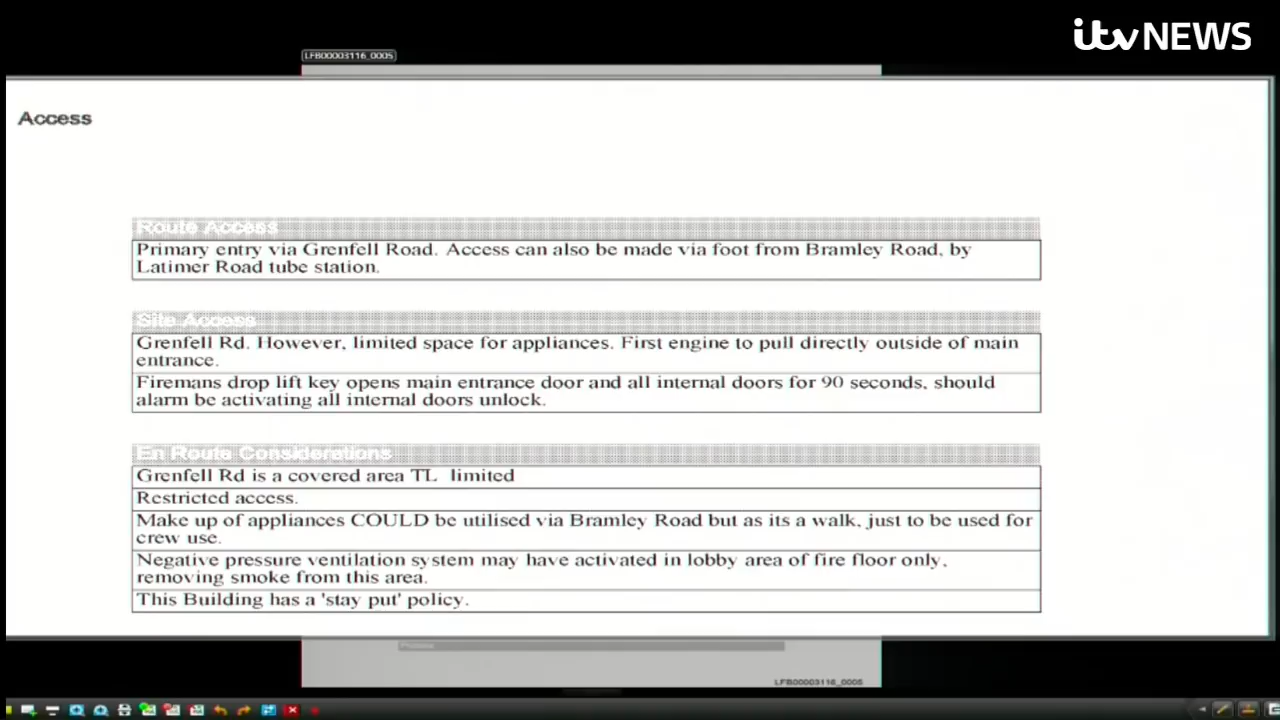 itv NEWS
LFB00003116_0005
Access
Route Access
Primary entry via Grenfell Road. Access can also be made via foot from Bramley Road, by
Latimer Road tube station.
Site Access
Grenfell Rd. However, limited space for appliances. First engine to pull directly outside of main
entrance.
Firemans drop lift key opens main entrance door and all internal doors for 90 seconds, should
alarm be activating all internal doors unlock.
En Route Considerations
Grenfell Rd is a covered area TL limited
Restricted access.
Make up of appliances COULD be utilised via Bramley Road but as its a walk, just to be used for
crew use.
Negative pressure ventilation system may have activated in lobby area of fire floor only,
removing smoke from this area.
This Building has a 'stay put' policy.
LFB00003116_0005